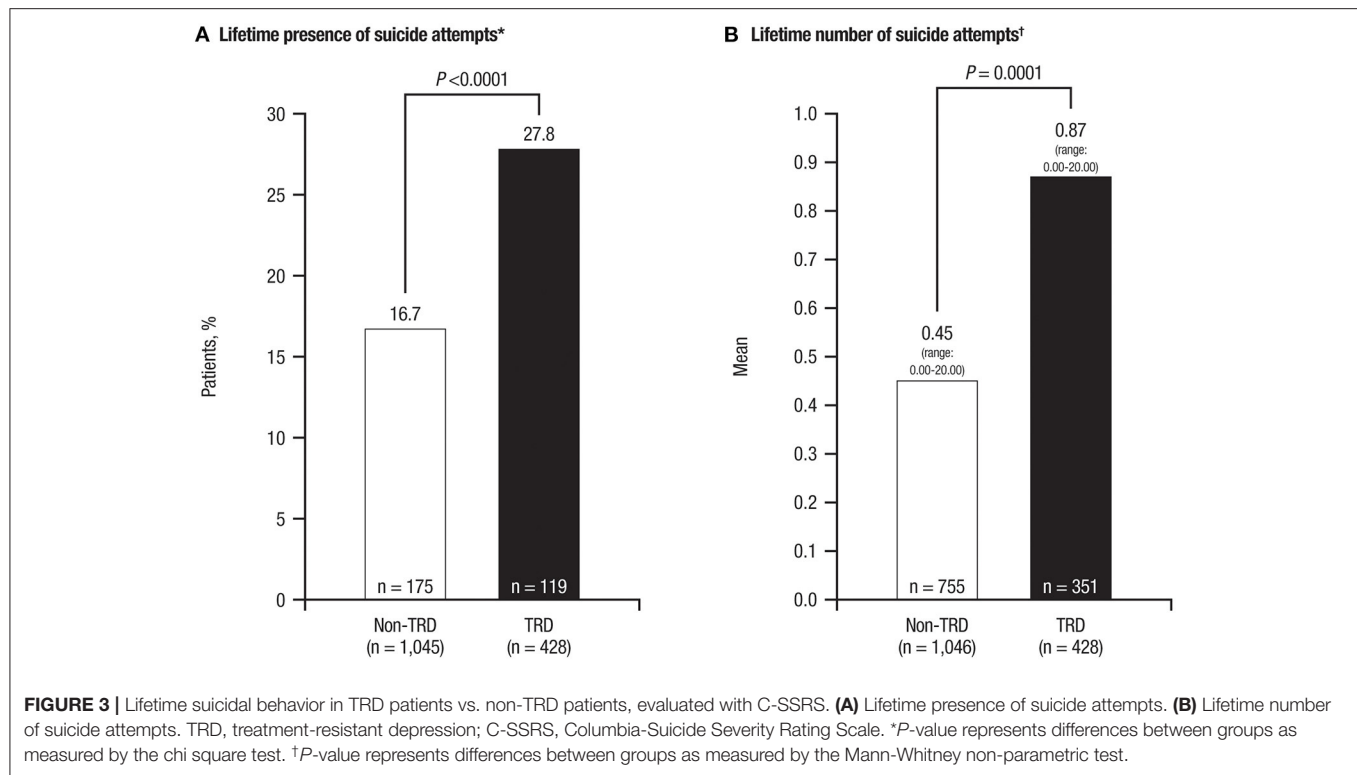 A Lifetime presence of suicide attempts*
P <0.0001
30
25
20
15
10
5
0
Patients, %
16.7
27.8
n = 175
n = 119
Non-TRD
(n = 1,045)
TRD
(n = 428)
B Lifetime number of suicide attempts†
P = 0.0001
1.0
0.9
0.8
0.7
0.6
0.5
0.4
0.3
0.2
0.1
0.0
Mean
0.45
(range:
0.00-20.00)
0.87
(range:
0.00-20.00)
n = 755
n = 351
Non-TRD
(n = 1,046)
TRD
(n = 428)
FIGURE 3 | Lifetime suicidal behavior in TRD patients vs. non-TRD patients, evaluated with C-SSRS. (A) Lifetime presence of suicide attempts. (B) Lifetime number
of suicide attempts. TRD, treatment-resistant depression; C-SSRS, Columbia-Suicide Severity Rating Scale. *P-value represents differences between groups as
measured by the chi square test. †P-value represents differences between groups as measured by the Mann-Whitney non-parametric test.